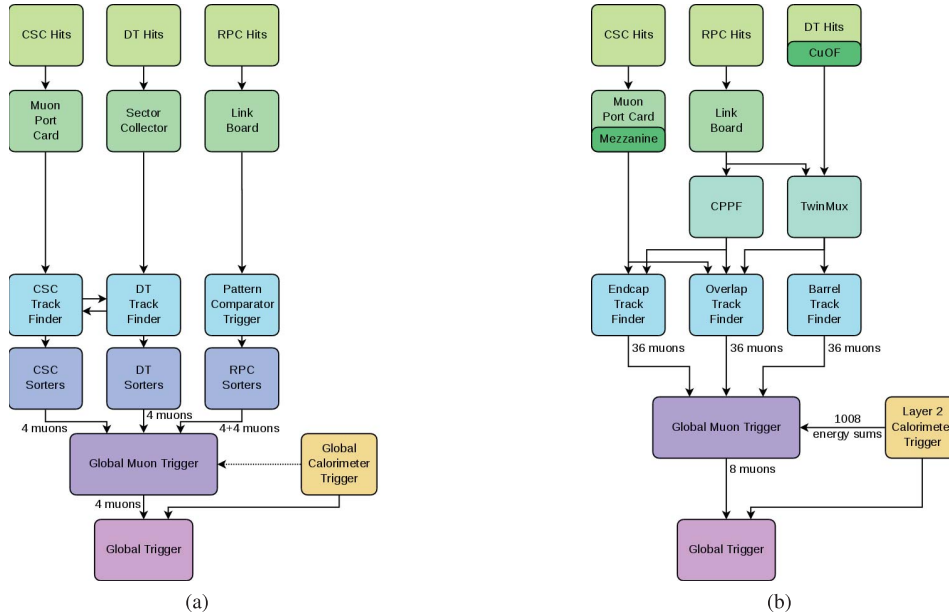 CSC Hits
DT Hits
RPC Hits
Muon
Port
Card
Sector
Collector
Link
Board
CSC
Track
Finder
DT
Track
Finder
Pattern
Comparator
Trigger
CSC
Sorters
DT
Sorters
RPC
Sorters
4 muons
4 muons
4+4 muons
Global Muon Trigger
Global
Calorimeter
Trigger
4 muons
Global Trigger
(a)
CSC Hits
RPC Hits
DT Hits
CuOF
Muon
Port Card
Mezzanine
Link
Board
CPPF
TwinMux
Endcap
Track
Finder
Overlap
Track
Finder
Barrel
Track
Finder
36 muons
36 muons
36 muons
Global Muon Trigger
1008
energy sums
Layer 2
Calorimeter
Trigger
8 muons
Global Trigger
(b)